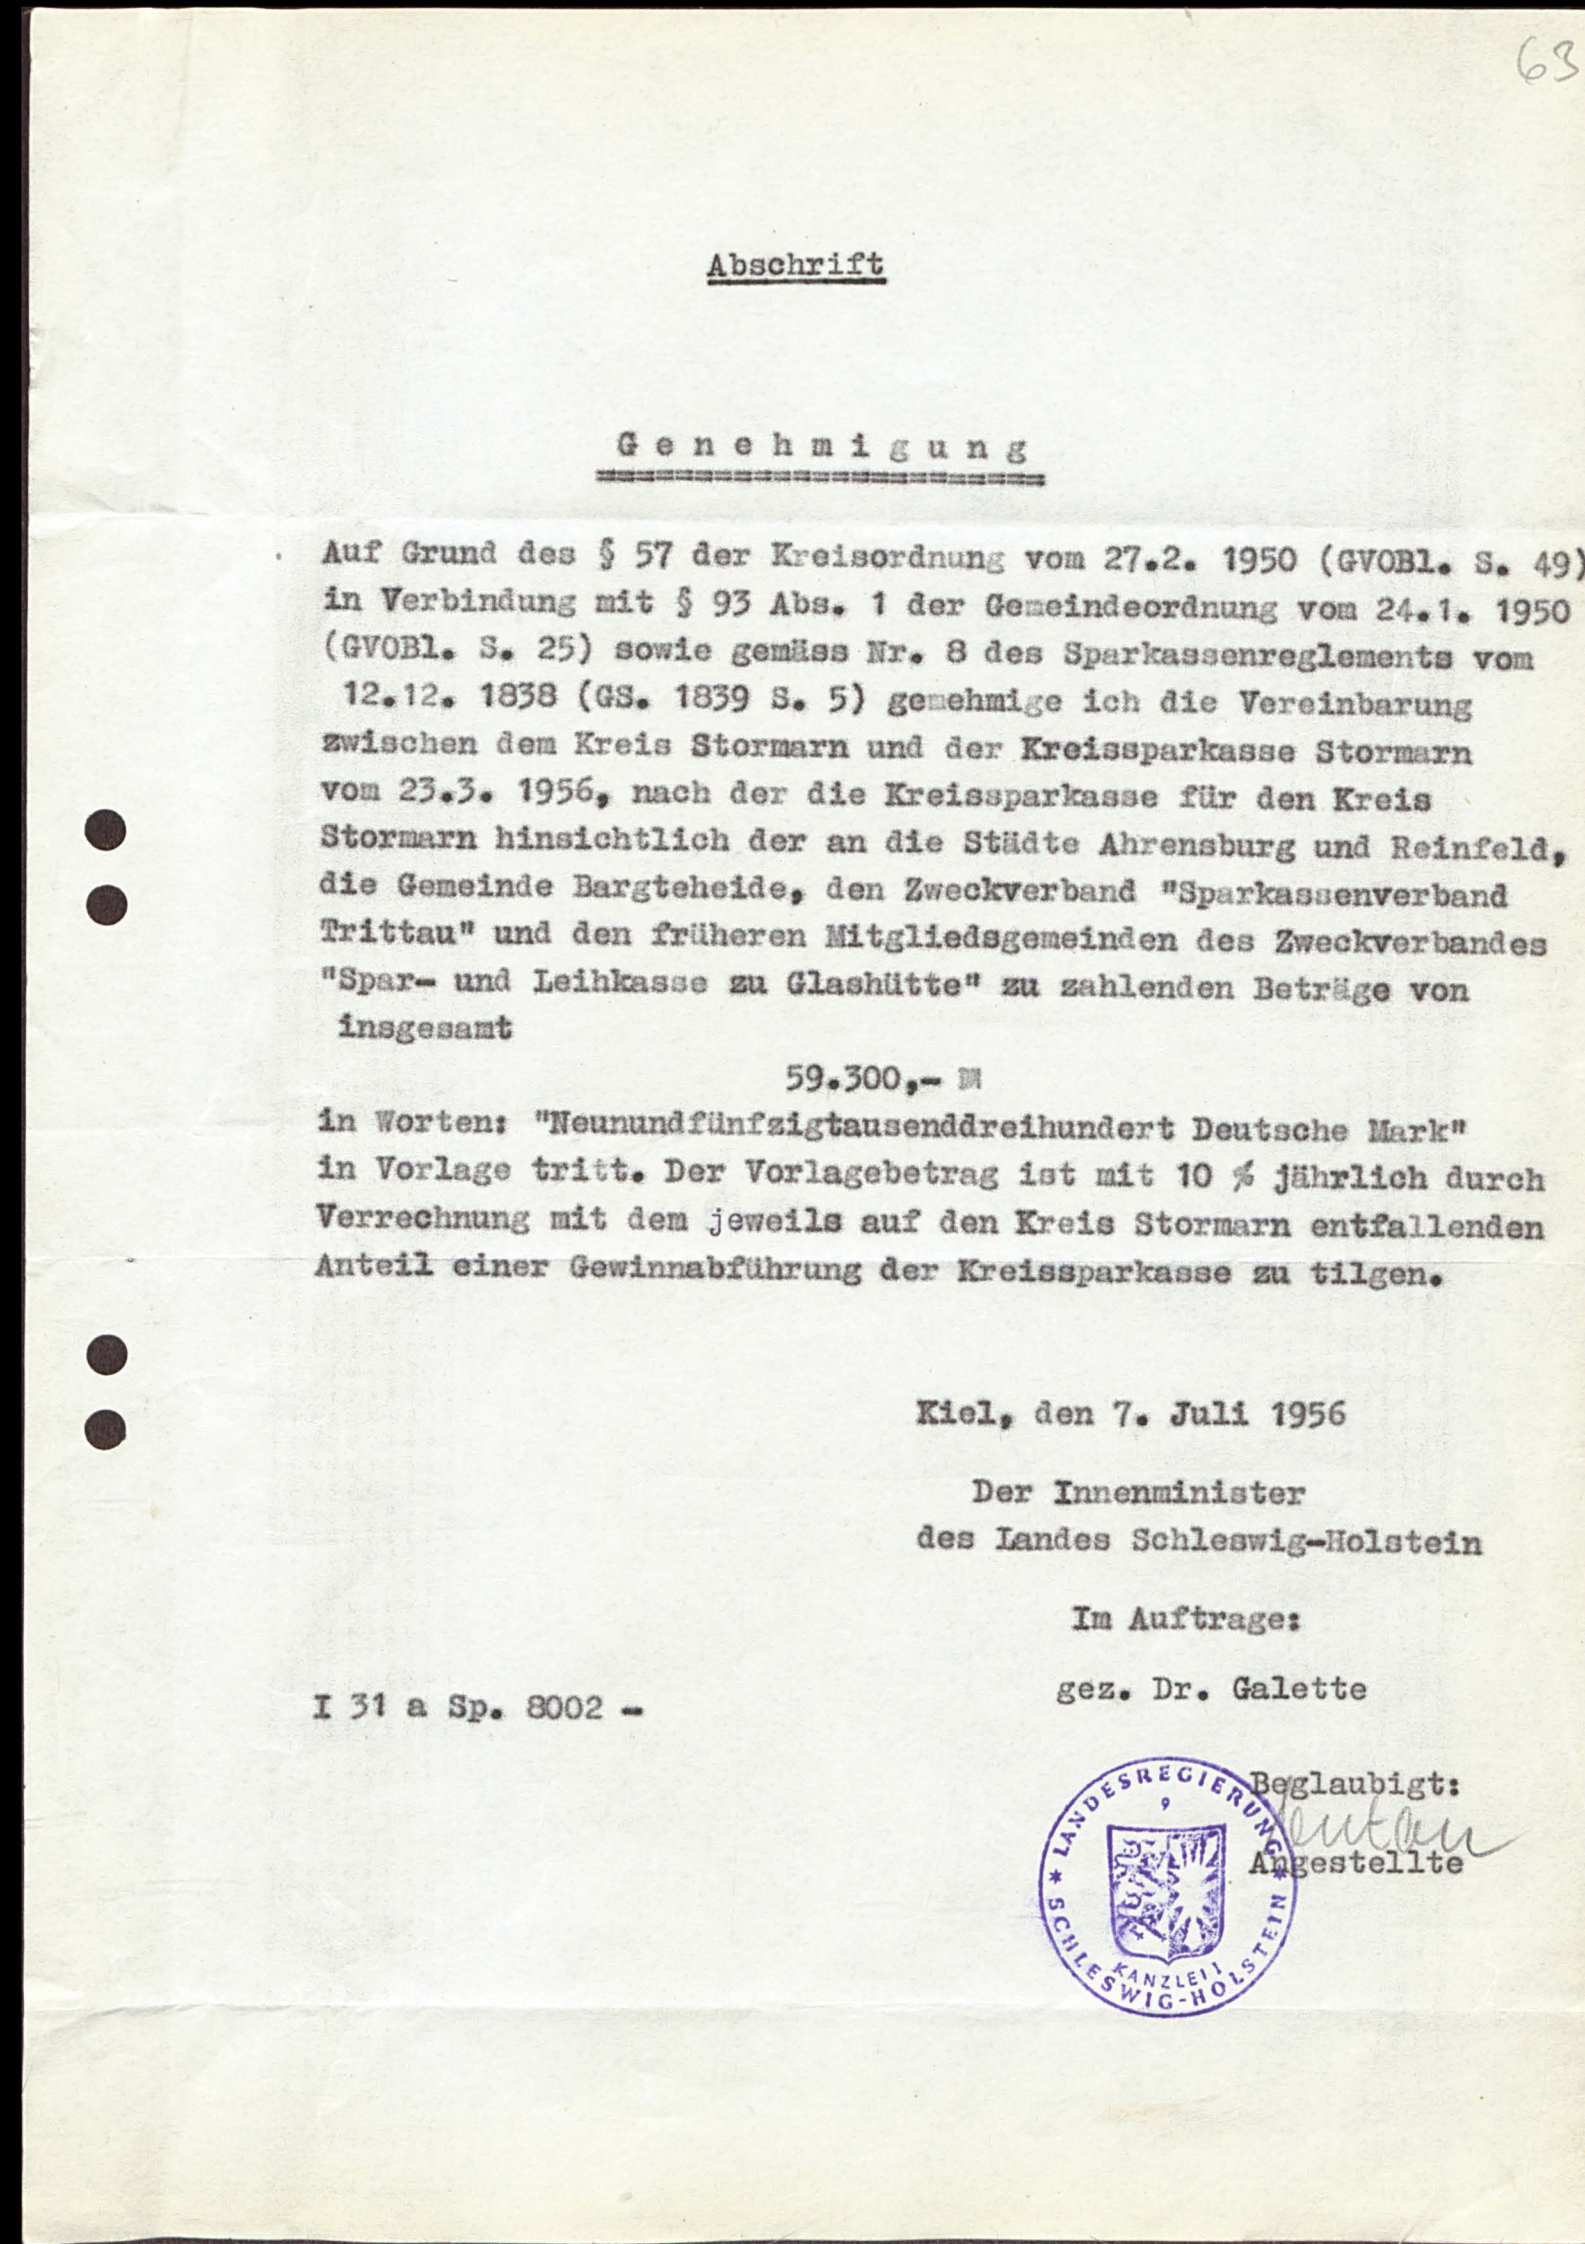 63
Abschrift
G e n e h m i g u n g
Auf Grund des § 57 der Kreisordnung vom 27.2. 1950 (GVOBl. S. 49)
in Verbindung mit § 93 Abs. 1 der Gemeindeordnung vom 24.1. 1950
(GVOBl. S. 25) sowie gemäss Nr. 8 des Sparkassenreglements vom
12.12. 1838 (GS. 1839 S. 5) genehmige ich die Vereinbarung
zwischen dem Kreis Stormarn und der Kreissparkasse Stormarn
vom 23.3. 1956, nach der die Kreissparkasse für den Kreis
Stormarn hinsichtlich der an die Städte Ahrensburg und Reinfeld,
die Gemeinde Bargteheide, den Zweckverband "Sparkassenverband
Trittau" und den früheren Mitgliedsgemeinden des Zweckverbandes
"Spar- und Leihkasse zu Glashütte" zu zahlenden Beträge von
insgesamt
59.300,- DM
in Worten: "Neunundfünfzigtausenddreihundert Deutsche Mark"
in Vorlage tritt. Der Vorlagebetrag ist mit 10 % jährlich durch
Verrechnung mit dem jeweils auf den Kreis Stormarn entfallenden
Anteil einer Gewinnabführung der Kreissparkasse zu tilgen.
Kiel, den 7. Juli 1956
Der Innenminister
des Landes Schleswig-Holstein
Im Auftrage:
gez. Dr. Galette
I 31 a Sp. 8002 -
Beglaubigt:
Angestellte
* LANDESREGIERUNG *
9
KANZLEI I
SCHLESWIG-HOLSTEIN